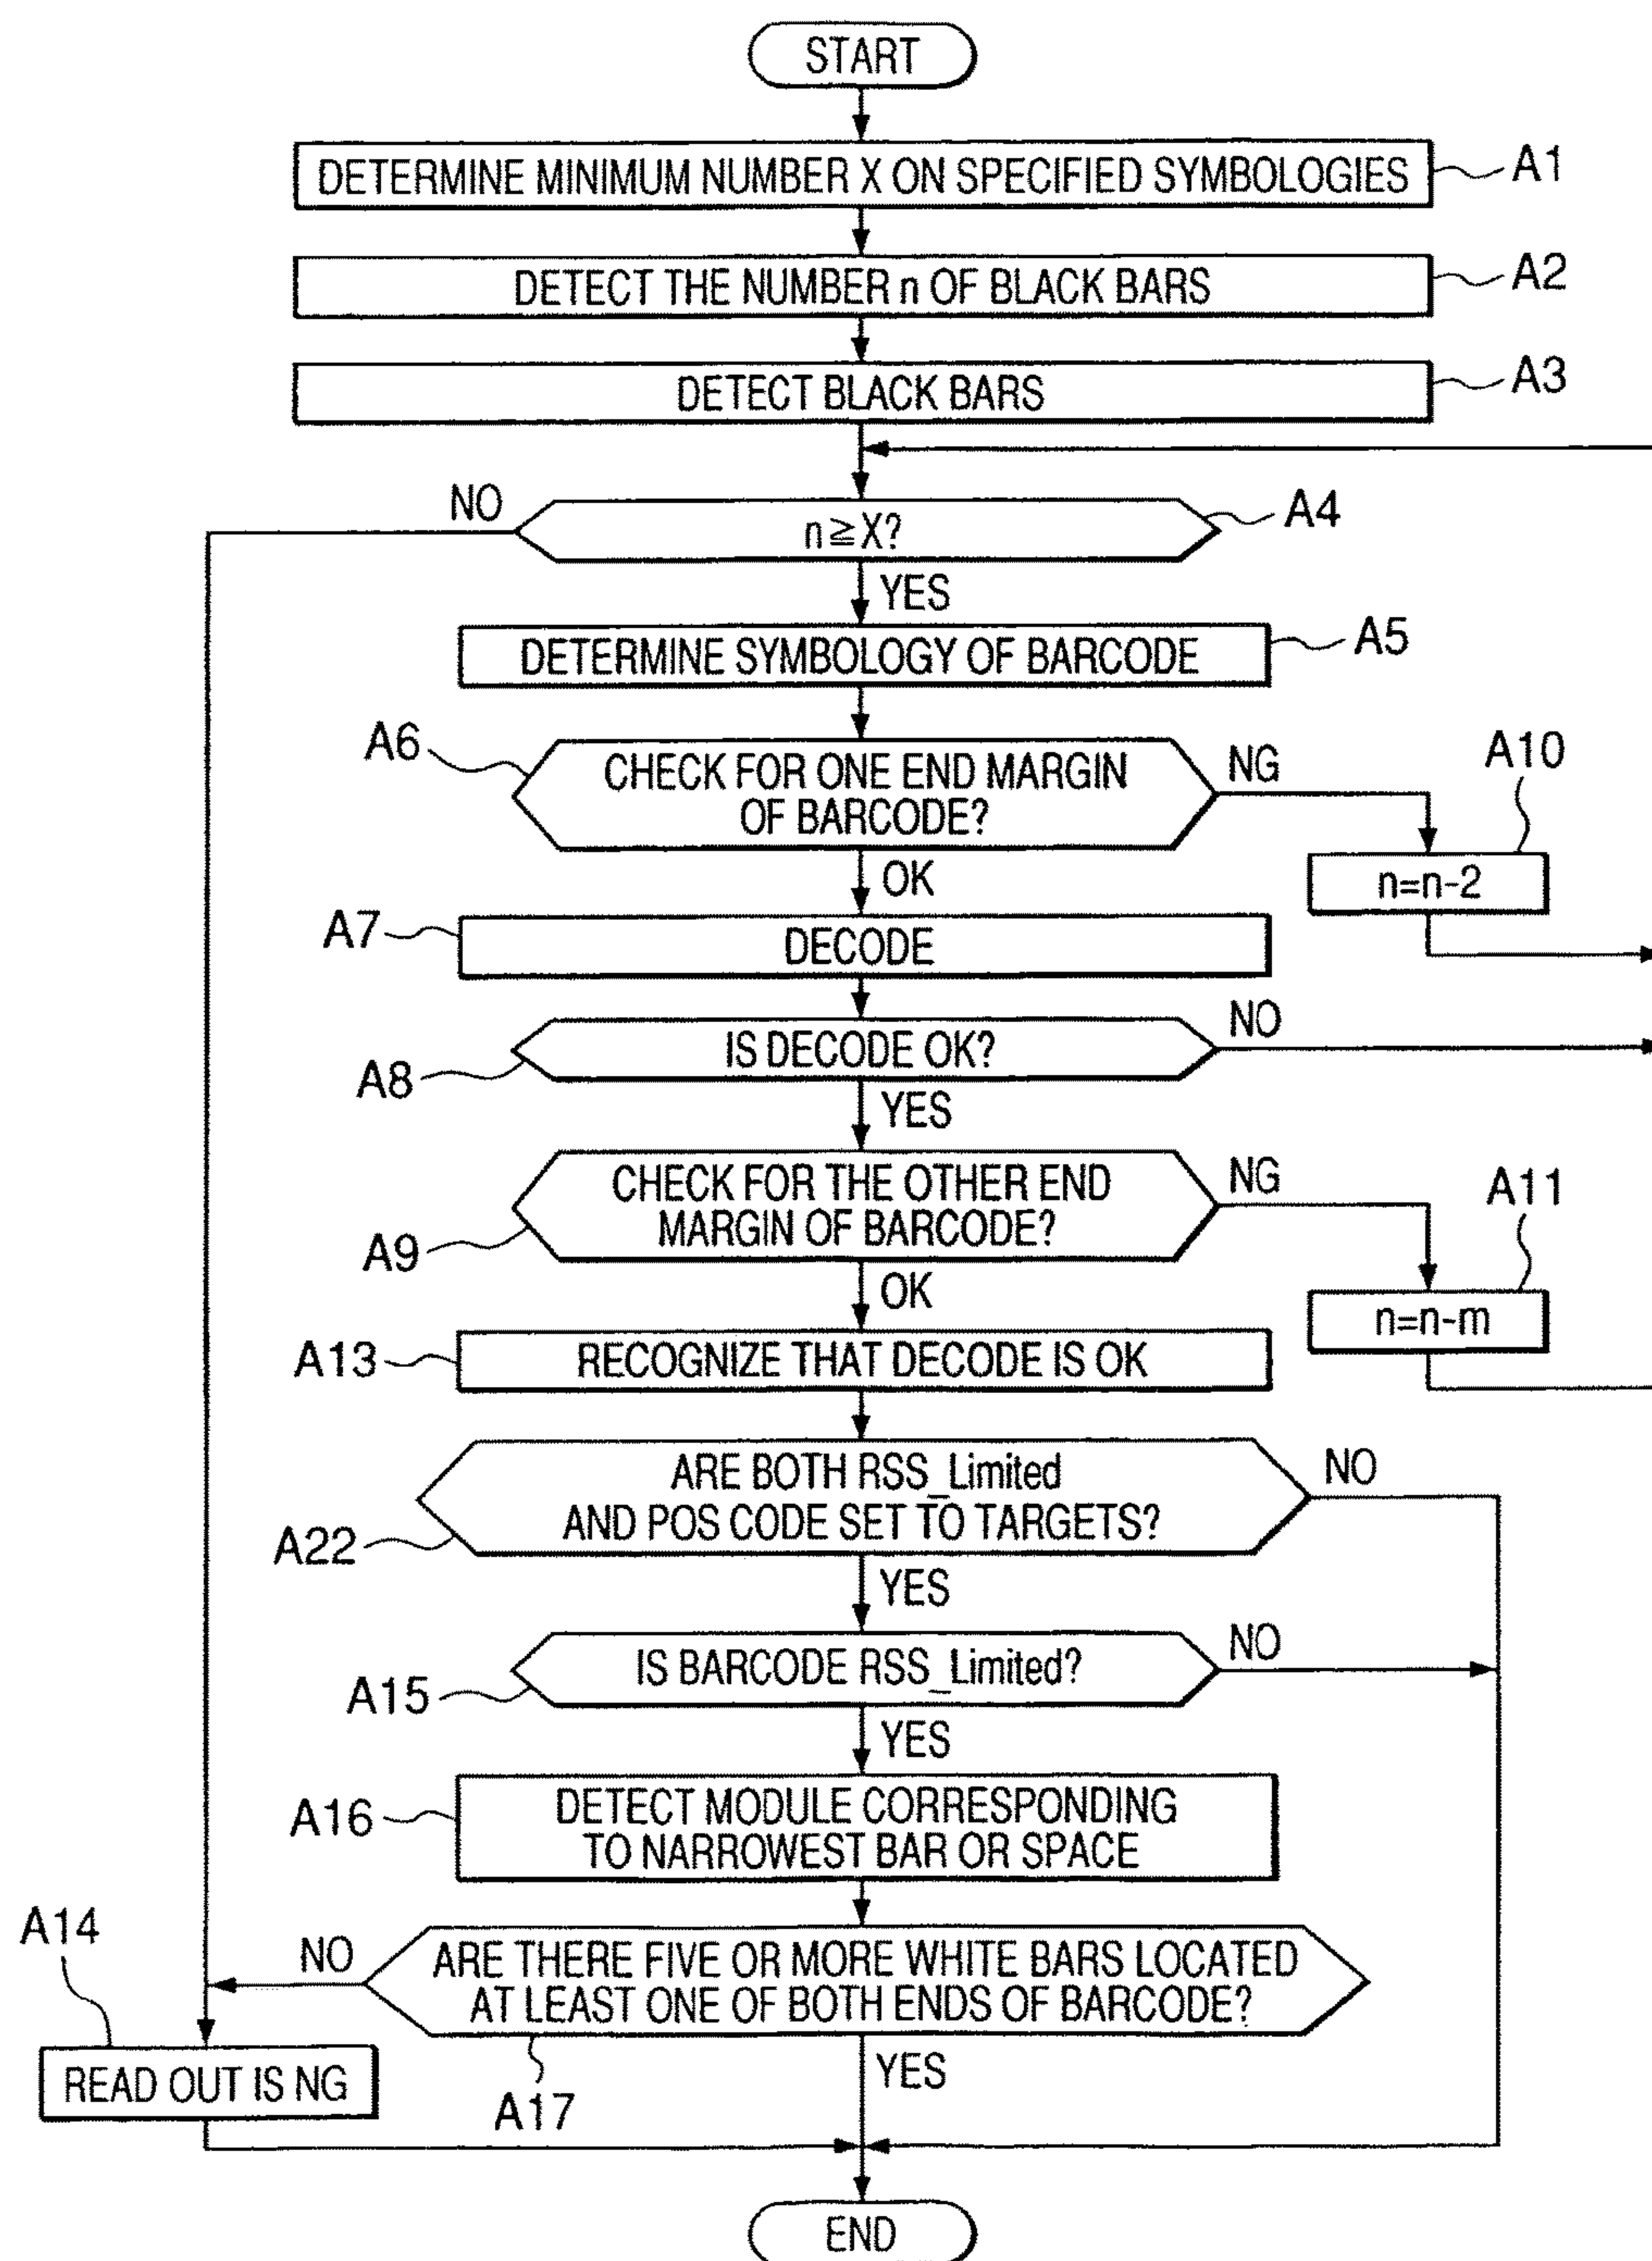 START
DETERMINE MINIMUM NUMBER X ON SPECIFIED SYMBOLOGIES
A1
DETECT THE NUMBER n OF BLACK BARS
A2
DETECT BLACK BARS
A3
NO
n≧X?
A4
YES
DETERMINE SYMBOLOGY OF BARCODE
A5
A6
CHECK FOR ONE END MARGIN
OF BARCODE?
NG
A10
n=n-2
OK
A7
DECODE
IS DECODE OK?
NO
A8
YES
CHECK FOR THE OTHER END
MARGIN OF BARCODE?
NG
A11
A9
n=n-m
OK
A13
RECOGNIZE THAT DECODE IS OK
ARE BOTH RSS_Limited
AND POS CODE SET TO TARGETS?
NO
A22
YES
IS BARCODE RSS_Limited?
NO
A15
YES
A16
DETECT MODULE CORRESPONDING
TO NARROWEST BAR OR SPACE
A14
NO
ARE THERE FIVE OR MORE WHITE BARS LOCATED
AT LEAST ONE OF BOTH ENDS OF BARCODE?
READ OUT IS NG
A17
YES
END